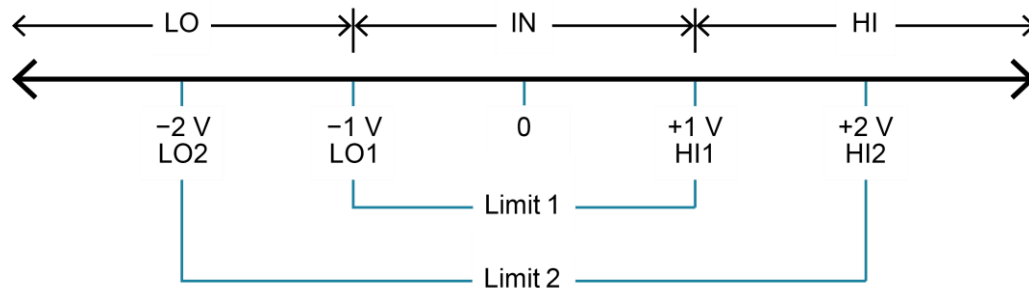 LO IN HI
−2 V −1 V 0 +1 V +2 V
LO2 LO1 HI1 HI2
Limit 1
Limit 2